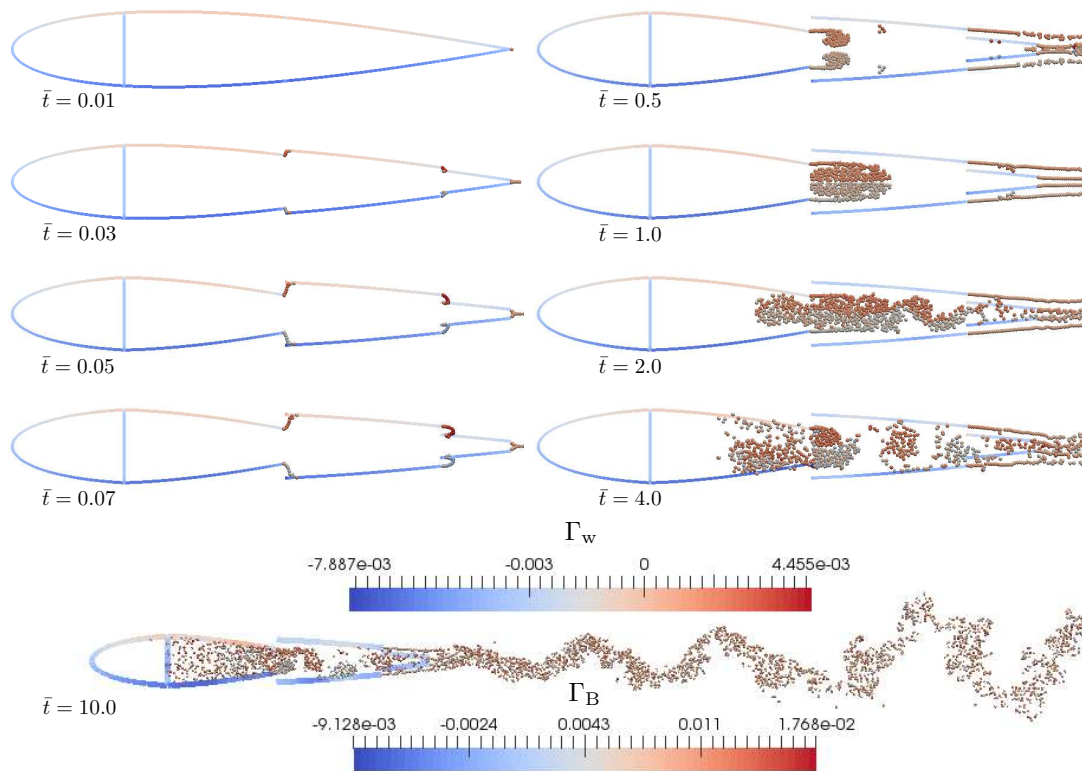 t̄ = 0.01
t̄ = 0.5
t̄ = 0.03
t̄ = 1.0
t̄ = 0.05
t̄ = 2.0
t̄ = 0.07
t̄ = 4.0
Γw
-7.887e-03 -0.003 0 4.455e-03
t̄ = 10.0
ΓB
-9.128e-03 -0.0024 0.0043 0.011 1.768e-02